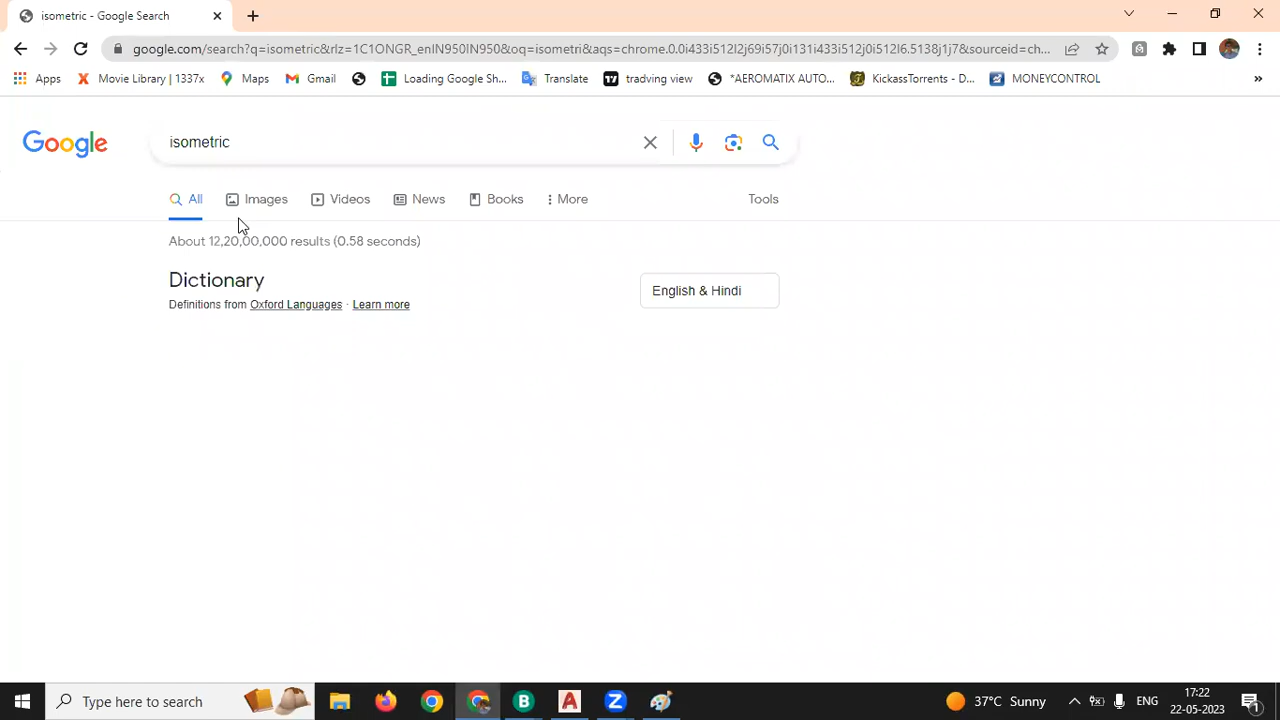 isometric - Google Search
google.com/search?q=isometric&rlz=1C1ONGR_enIN950IN950&oq=isometri&aqs=chrome.0.0i433i512l2j69i57j0i131i433i512j0i512l6.5138j1j7&sourceid=ch...
Apps Movie Library | 1337x Maps Gmail Loading Google Sh... Translate tradving view *AEROMATIX AUTO... KickassTorrents - D... MONEYCONTROL »
Google isometric
All Images Videos News Books More Tools
About 12,20,00,000 results (0.58 seconds)
Dictionary
English & Hindi
Definitions from Oxford Languages · Learn more
Type here to search 37°C Sunny ENG 17:22
22-05-2023